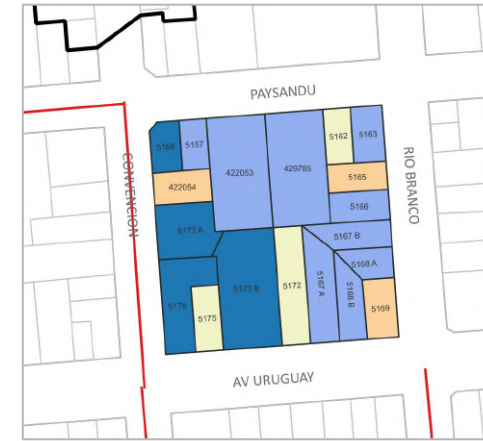 PAYSANDU
CONVENCION
RIO BRANCO
5156
5157
422053
429785
5162
5163
422054
5165
5166
5173 A
5167 B
5168 A
5176
5175
5173 B
5172
5167 A
5168 B
5169
AV URUGUAY